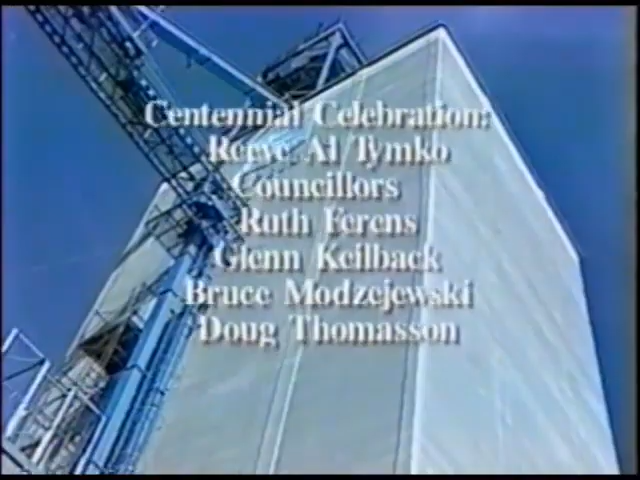 Centennial Celebration:
Reeve Al Tymko
Councillors
Ruth Ferens
Glenn Keilback
Bruce Modzejewski
Doug Thomasson